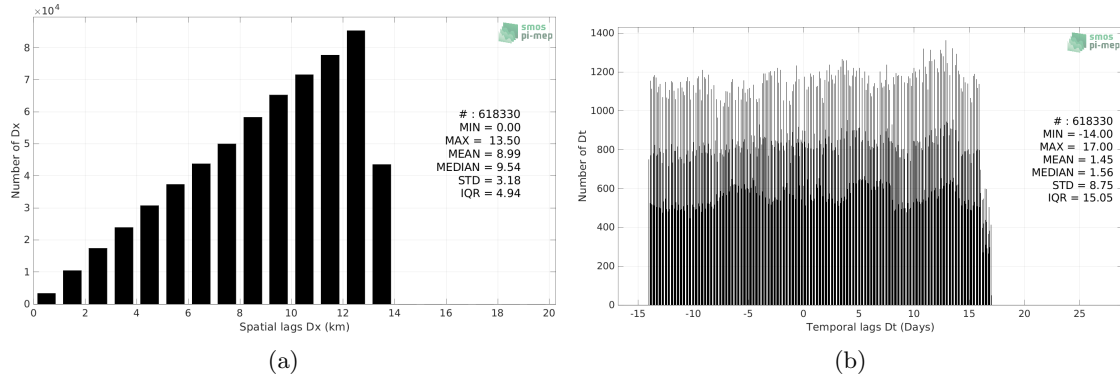 ×10⁴
9
8
7
6
5
4
3
2
1
0
Number of Dx
0 2 4 6 8 10 12 14 16 18 20
Spatial lags Dx (km)
smos
pi-mep
# : 618330
MIN = 0.00
MAX = 13.50
MEAN = 8.99
MEDIAN = 9.54
STD = 3.18
IQR = 4.94
(a)
1400
1200
1000
800
600
400
200
0
Number of Dt
-15 -10 -5 0 5 10 15 20 25
Temporal lags Dt (Days)
smos
pi-mep
# : 618330
MIN = -14.00
MAX = 17.00
MEAN = 1.45
MEDIAN = 1.56
STD = 8.75
IQR = 15.05
(b)